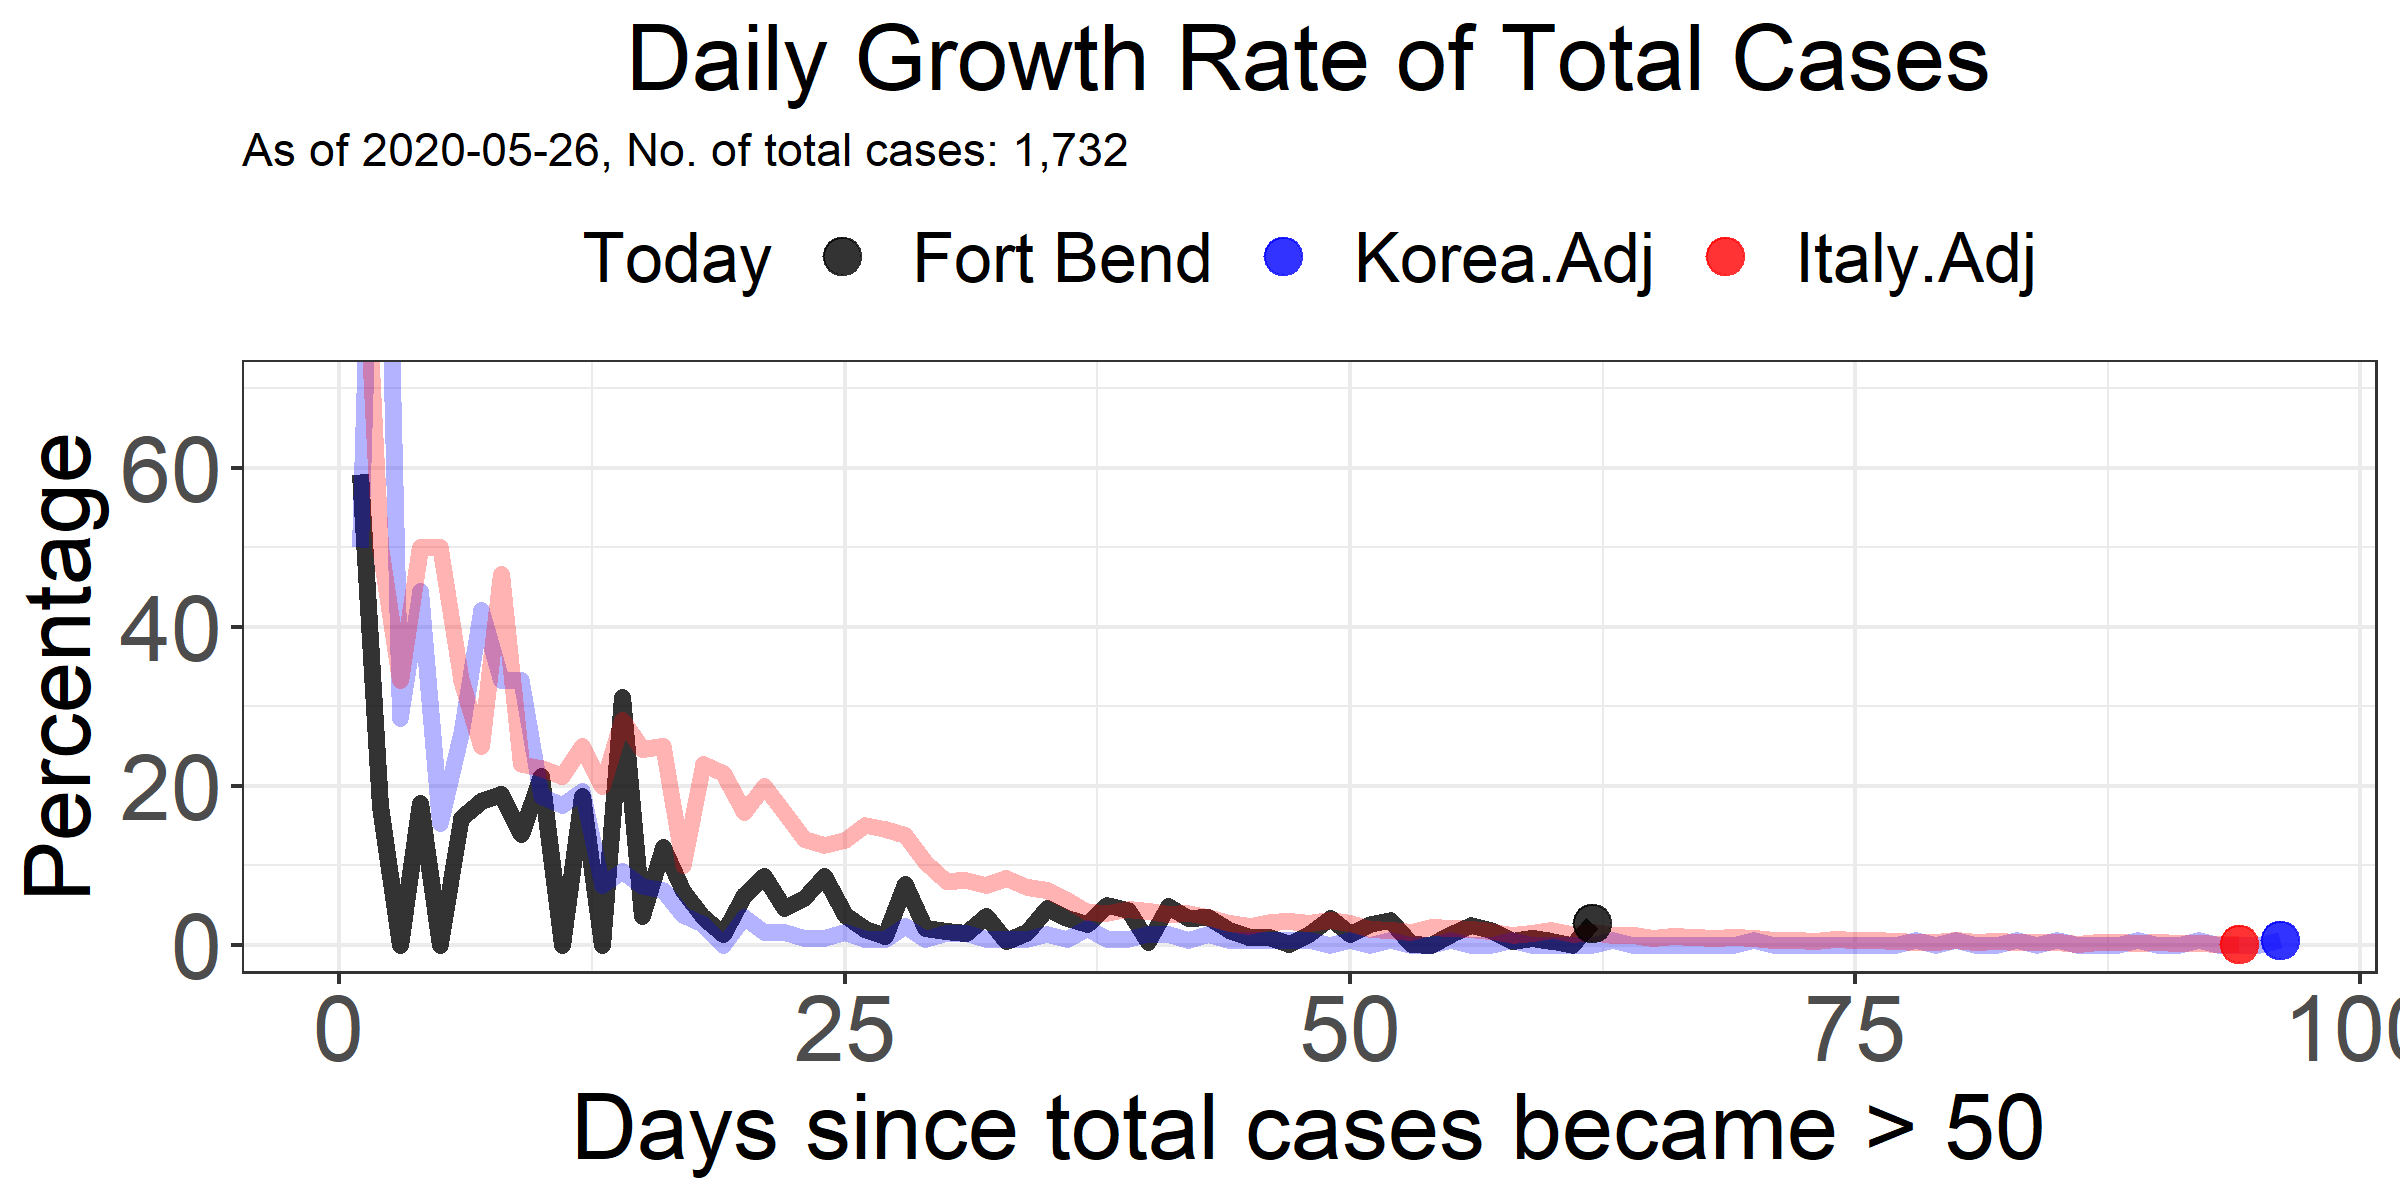 Daily Growth Rate of Total Cases
As of 2020-05-26, No. of total cases: 1,732
Today Fort Bend Korea.Adj Italy.Adj
Percentage
60
40
20
0
0 25 50 75 100
Days since total cases became > 50